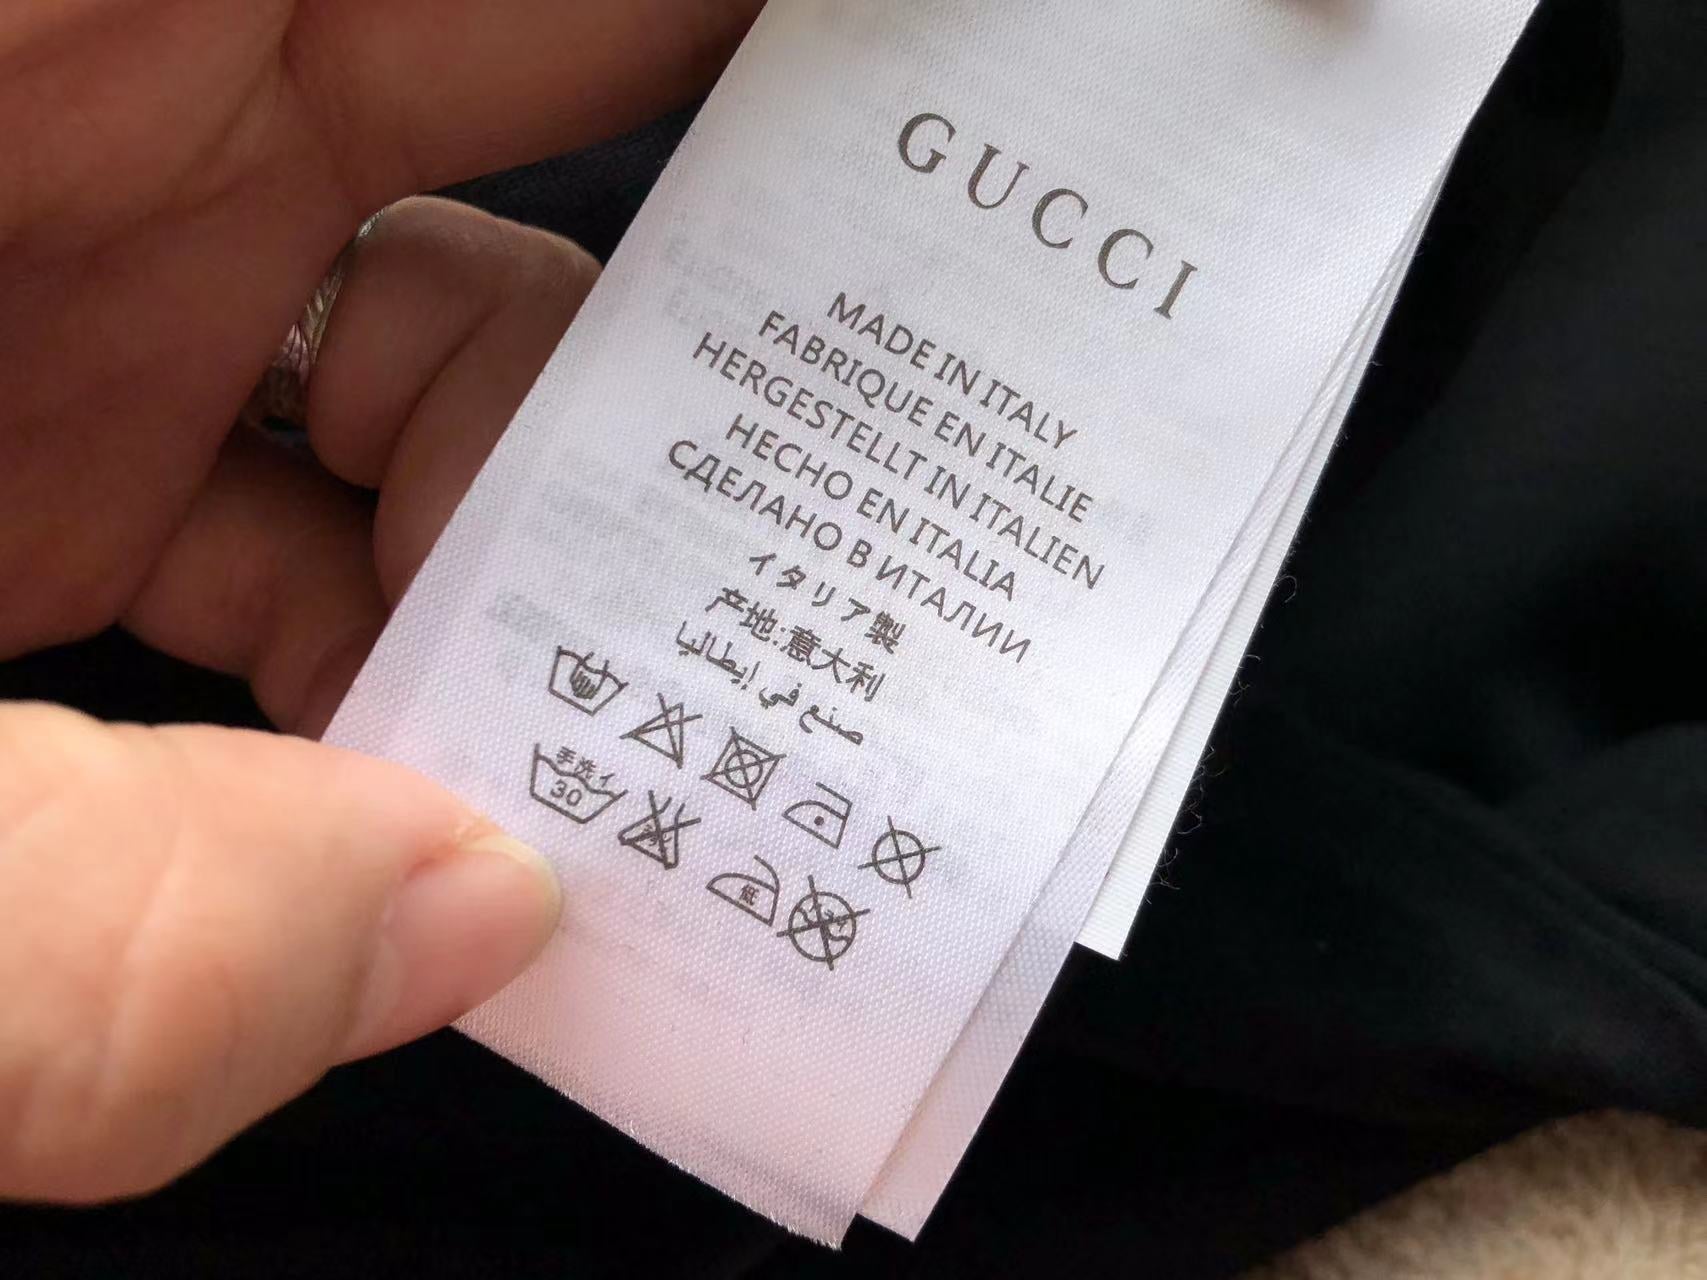 GUCCI
MADE IN ITALY
FABRIQUE EN ITALIE
HERGESTELLT IN ITALIEN
HECHO EN ITALIA
СДЕЛАНО В ИТАЛИИ
イタリア製
产地:意大利
صنع في إيطاليا
手洗イ
30
低